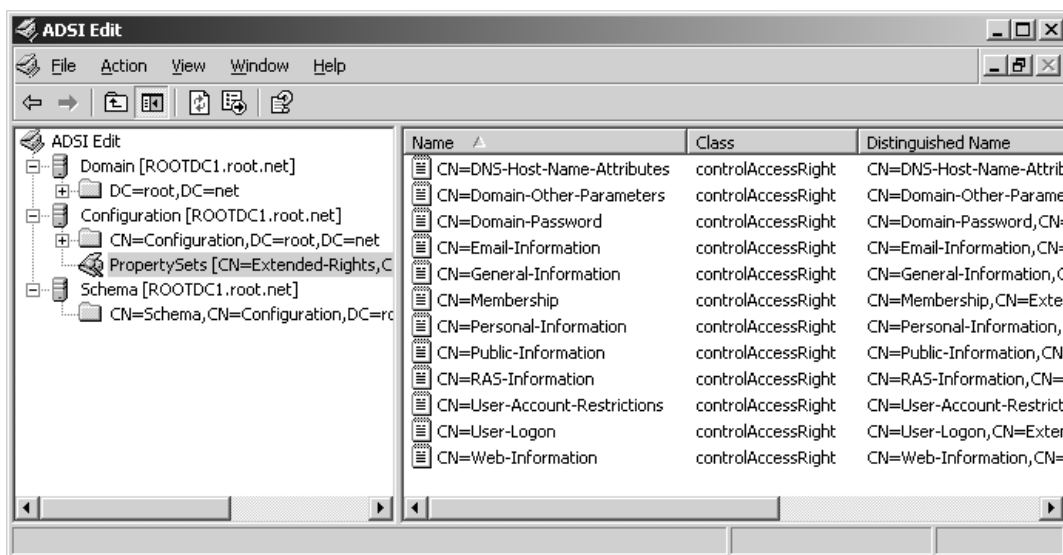 ADSI Edit
File Action View Window Help
ADSI Edit
Domain [ROOTDC1.root.net]
DC=root,DC=net
Configuration [ROOTDC1.root.net]
CN=Configuration,DC=root,DC=net
PropertySets [CN=Extended-Rights,C
Schema [ROOTDC1.root.net]
CN=Schema,CN=Configuration,DC=ro
Name Class Distinguished Name
CN=DNS-Host-Name-Attributes controlAccessRight CN=DNS-Host-Name-Attrib
CN=Domain-Other-Parameters controlAccessRight CN=Domain-Other-Parame
CN=Domain-Password controlAccessRight CN=Domain-Password,CN=
CN=Email-Information controlAccessRight CN=Email-Information,CN=
CN=General-Information controlAccessRight CN=General-Information,C
CN=Membership controlAccessRight CN=Membership,CN=Exte
CN=Personal-Information controlAccessRight CN=Personal-Information,
CN=Public-Information controlAccessRight CN=Public-Information,CN
CN=RAS-Information controlAccessRight CN=RAS-Information,CN=
CN=User-Account-Restrictions controlAccessRight CN=User-Account-Restrict
CN=User-Logon controlAccessRight CN=User-Logon,CN=Exter
CN=Web-Information controlAccessRight CN=Web-Information,CN=